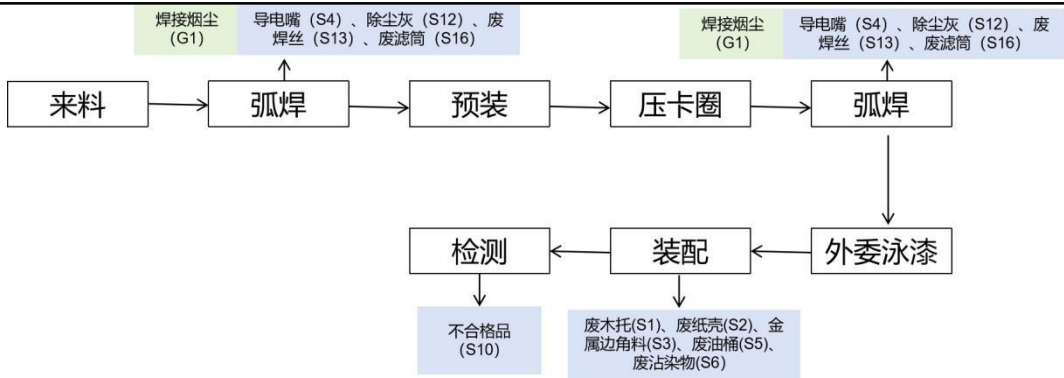 焊接烟尘
(G1)
导电嘴（S4）、除尘灰（S12）、废
焊丝（S13）、废滤筒（S16）
焊接烟尘
(G1)
导电嘴（S4）、除尘灰（S12）、废
焊丝（S13）、废滤筒（S16）
来料
弧焊
预装
压卡圈
弧焊
检测
装配
外委泳漆
不合格品
(S10)
废木托(S1)、废纸壳(S2)、金
属边角料(S3)、废油桶(S5)、
废沾染物(S6)